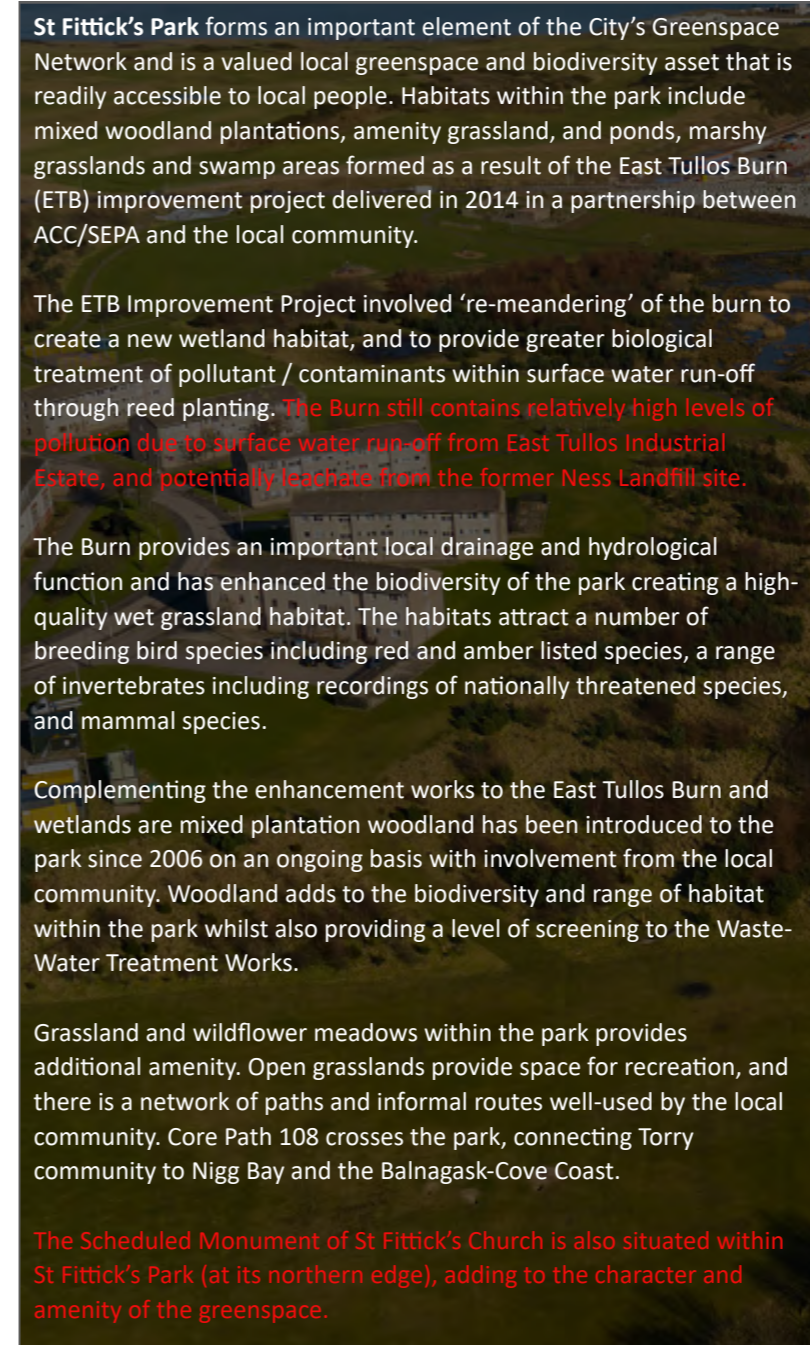 St Fittick’s Park forms an important element of the City’s Greenspace
Network and is a valued local greenspace and biodiversity asset that is
readily accessible to local people. Habitats within the park include
mixed woodland plantations, amenity grassland, and ponds, marshy
grasslands and swamp areas formed as a result of the East Tullos Burn
(ETB) improvement project delivered in 2014 in a partnership between
ACC/SEPA and the local community.
The ETB Improvement Project involved ‘re-meandering’ of the burn to
create a new wetland habitat, and to provide greater biological
treatment of pollutant / contaminants within surface water run-off
through reed planting. The Burn still contains relatively high levels of
pollution due to surface water run-off from East Tullos Industrial
Estate, and potentially leachate from the former Ness Landfill site.
The Burn provides an important local drainage and hydrological
function and has enhanced the biodiversity of the park creating a high-
quality wet grassland habitat. The habitats attract a number of
breeding bird species including red and amber listed species, a range
of invertebrates including recordings of nationally threatened species,
and mammal species.
Complementing the enhancement works to the East Tullos Burn and
wetlands are mixed plantation woodland has been introduced to the
park since 2006 on an ongoing basis with involvement from the local
community. Woodland adds to the biodiversity and range of habitat
within the park whilst also providing a level of screening to the Waste-
Water Treatment Works.
Grassland and wildflower meadows within the park provides
additional amenity. Open grasslands provide space for recreation, and
there is a network of paths and informal routes well-used by the local
community. Core Path 108 crosses the park, connecting Torry
community to Nigg Bay and the Balnagask-Cove Coast.
The Scheduled Monument of St Fittick’s Church is also situated within
St Fittick’s Park (at its northern edge), adding to the character and
amenity of the greenspace.